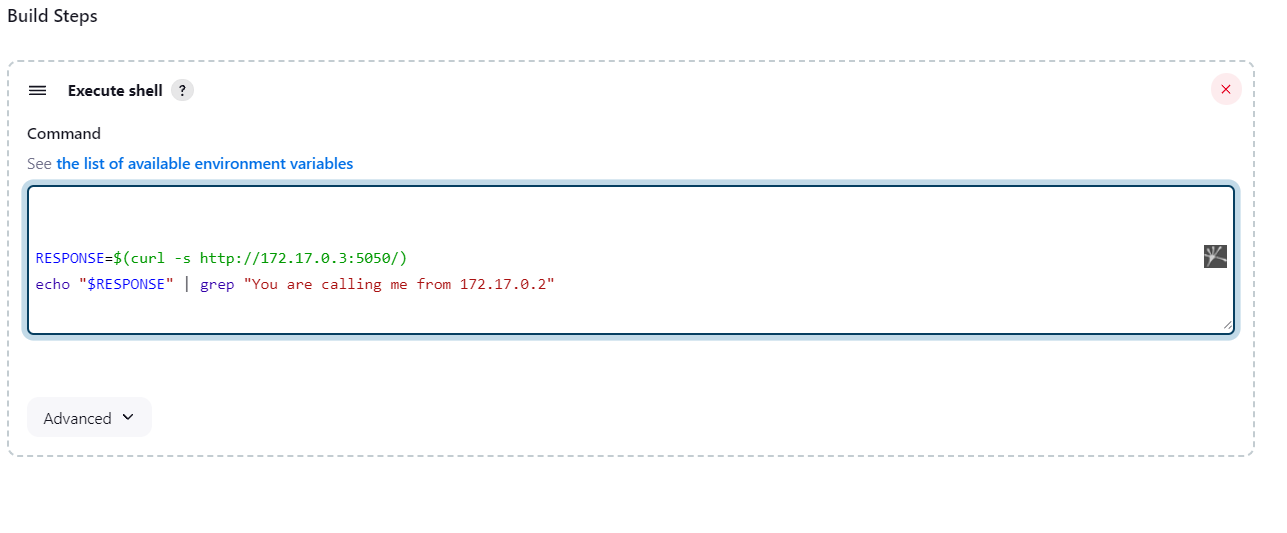 Build Steps
Execute shell ?
Command
See the list of available environment variables
RESPONSE=$(curl -s http://172.17.0.3:5050/)
echo "$RESPONSE" | grep "You are calling me from 172.17.0.2"
Advanced